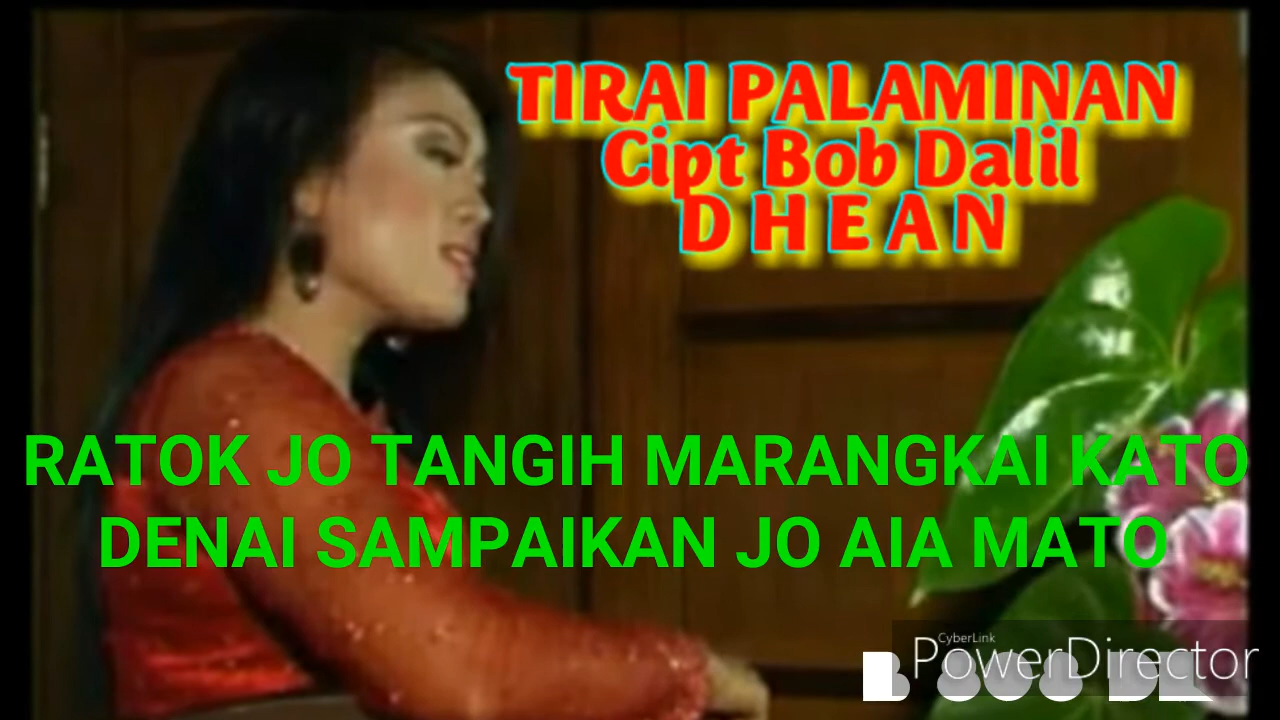 TIRAI PALAMINAN
Cipt Bob Dalil
D H E A N
RATOK JO TANGIH MARANGKAI KATO
DENAI SAMPAIKAN JO AIA MATO
CyberLink
PowerDirector